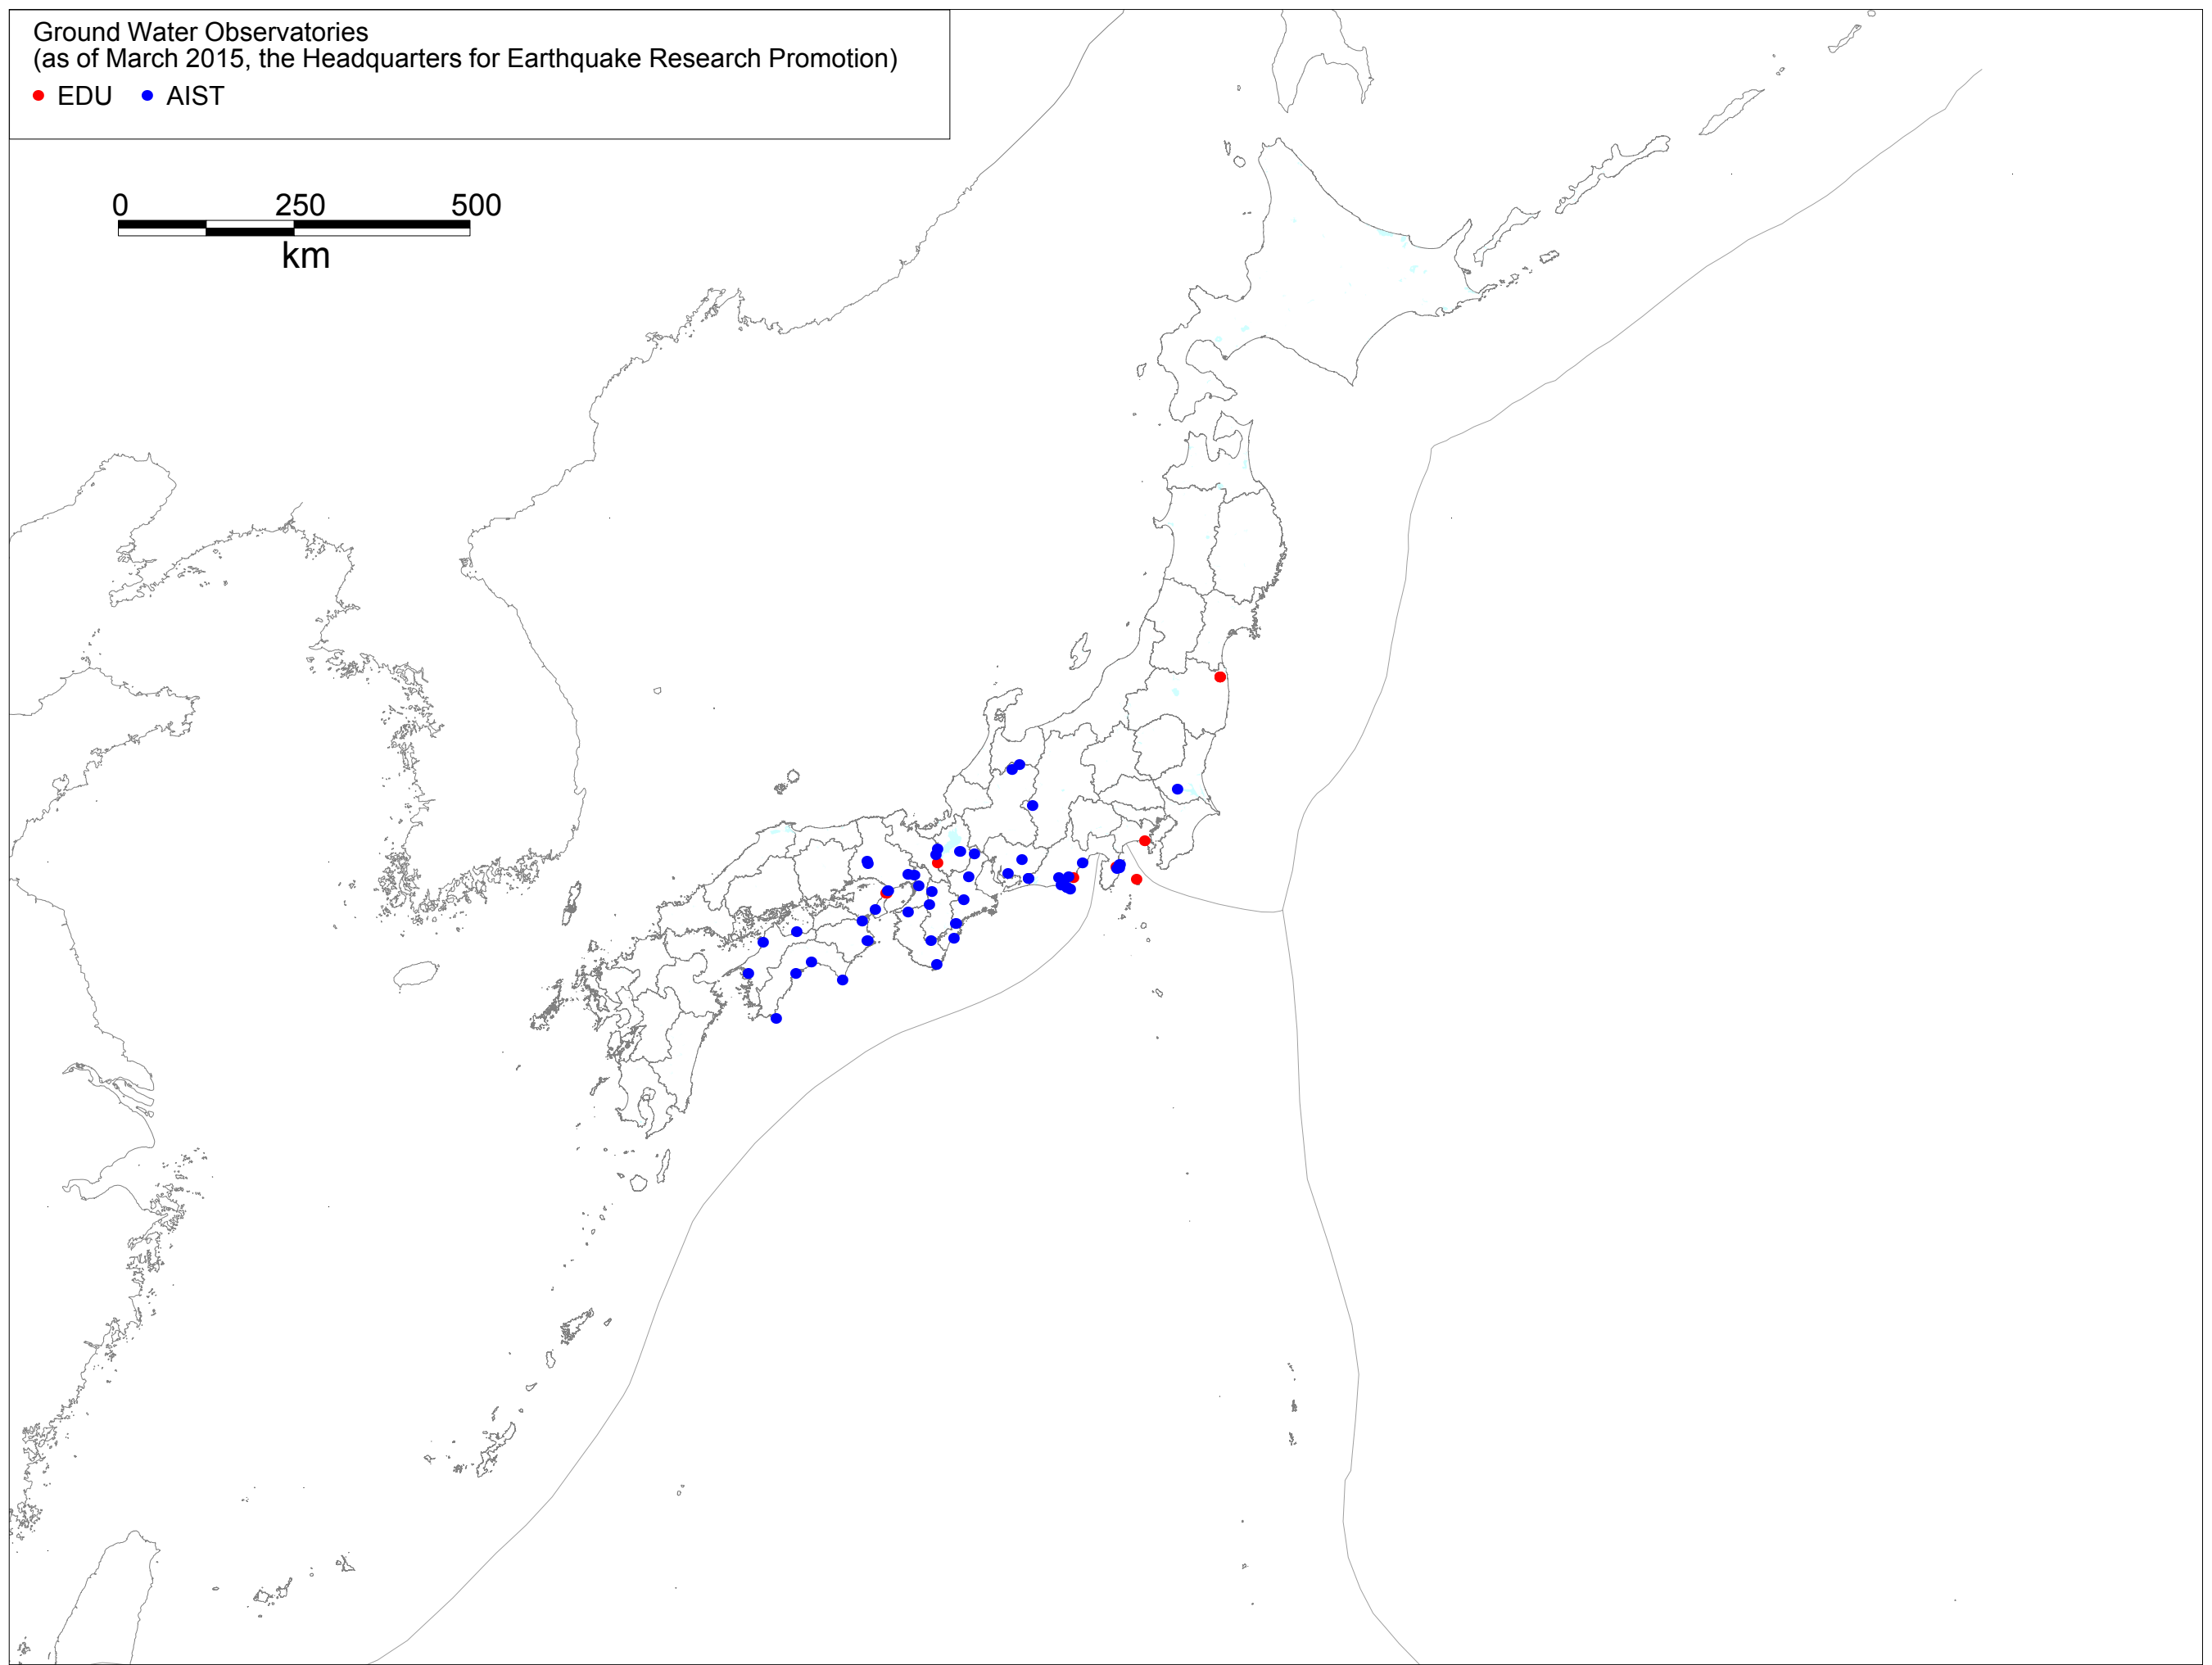 Ground Water Observatories
(as of March 2015, the Headquarters for Earthquake Research Promotion)
EDU AIST
0 250 500
km